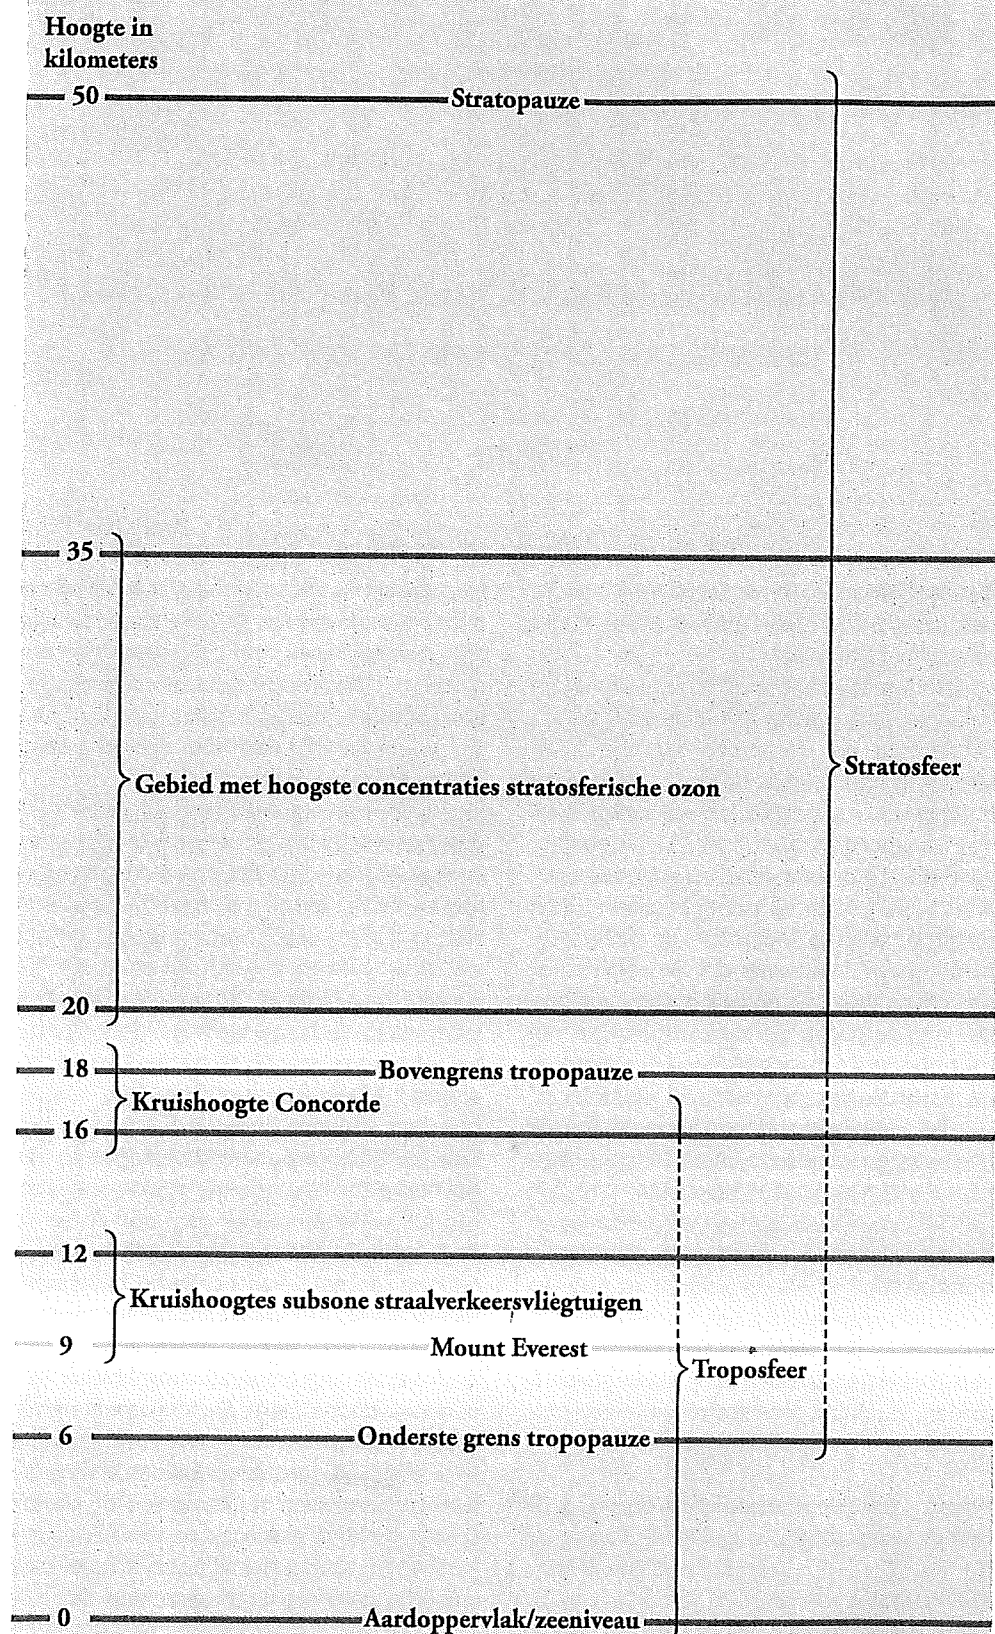 Hoogte in
kilometers
50 Stratopauze
35
Stratosfeer
Gebied met hoogste concentraties stratosferische ozon
20
18 Bovengrens tropopauze
Kruishoogte Concorde
16
12
Kruishoogtes subsone straalverkeersvliegtuigen
9 Mount Everest
Troposfeer
6 Onderste grens tropopauze
0 Aardoppervlak/zeeniveau